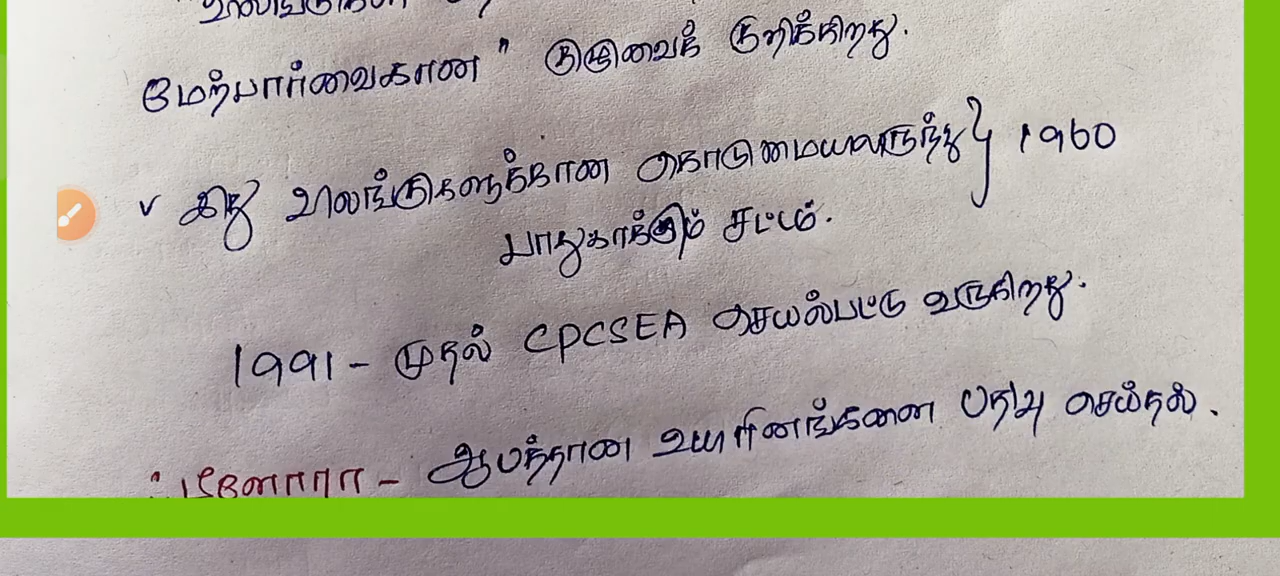 மேற்பார்வைகான" குழுவைக் குறிக்கிறது.
✓ இது விலங்குகளுக்கான கொடுமையிலிருந்து } 1960
பாதுகாக்கும் சட்டம்.
1991 - முதல் CPCSEA செயல்பட்டு வருகிறது.
- ஆபத்தான உயிரினங்களை பதிவு செய்தல்.